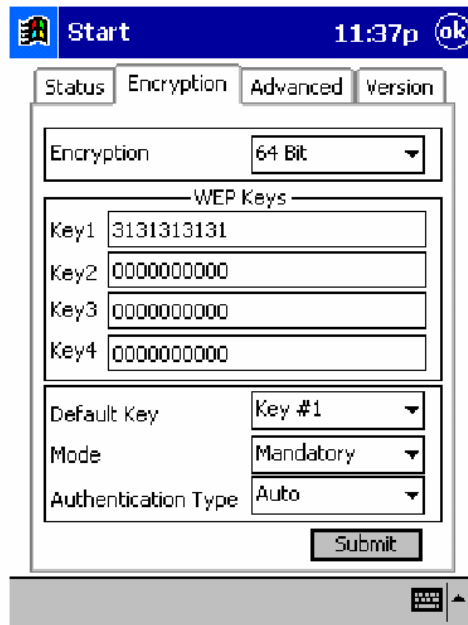 Start 11:37p ok
Status Encryption Advanced Version
Encryption 64 Bit
WEP Keys
Key1 3131313131
Key2 0000000000
Key3 0000000000
Key4 0000000000
Default Key Key #1
Mode Mandatory
Authentication Type Auto
Submit